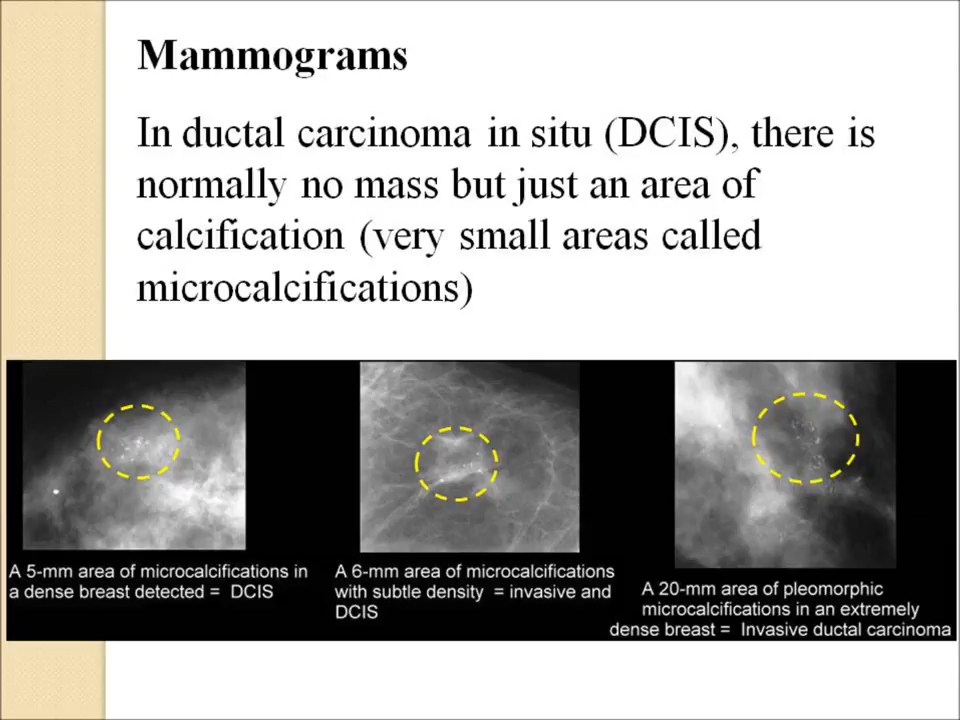 Mammograms
In ductal carcinoma in situ (DCIS), there is
normally no mass but just an area of
calcification (very small areas called
microcalcifications)
A 5-mm area of microcalcifications in
a dense breast detected = DCIS
A 6-mm area of microcalcifications
with subtle density = invasive and
DCIS
A 20-mm area of pleomorphic
microcalcifications in an extremely
dense breast = Invasive ductal carcinoma